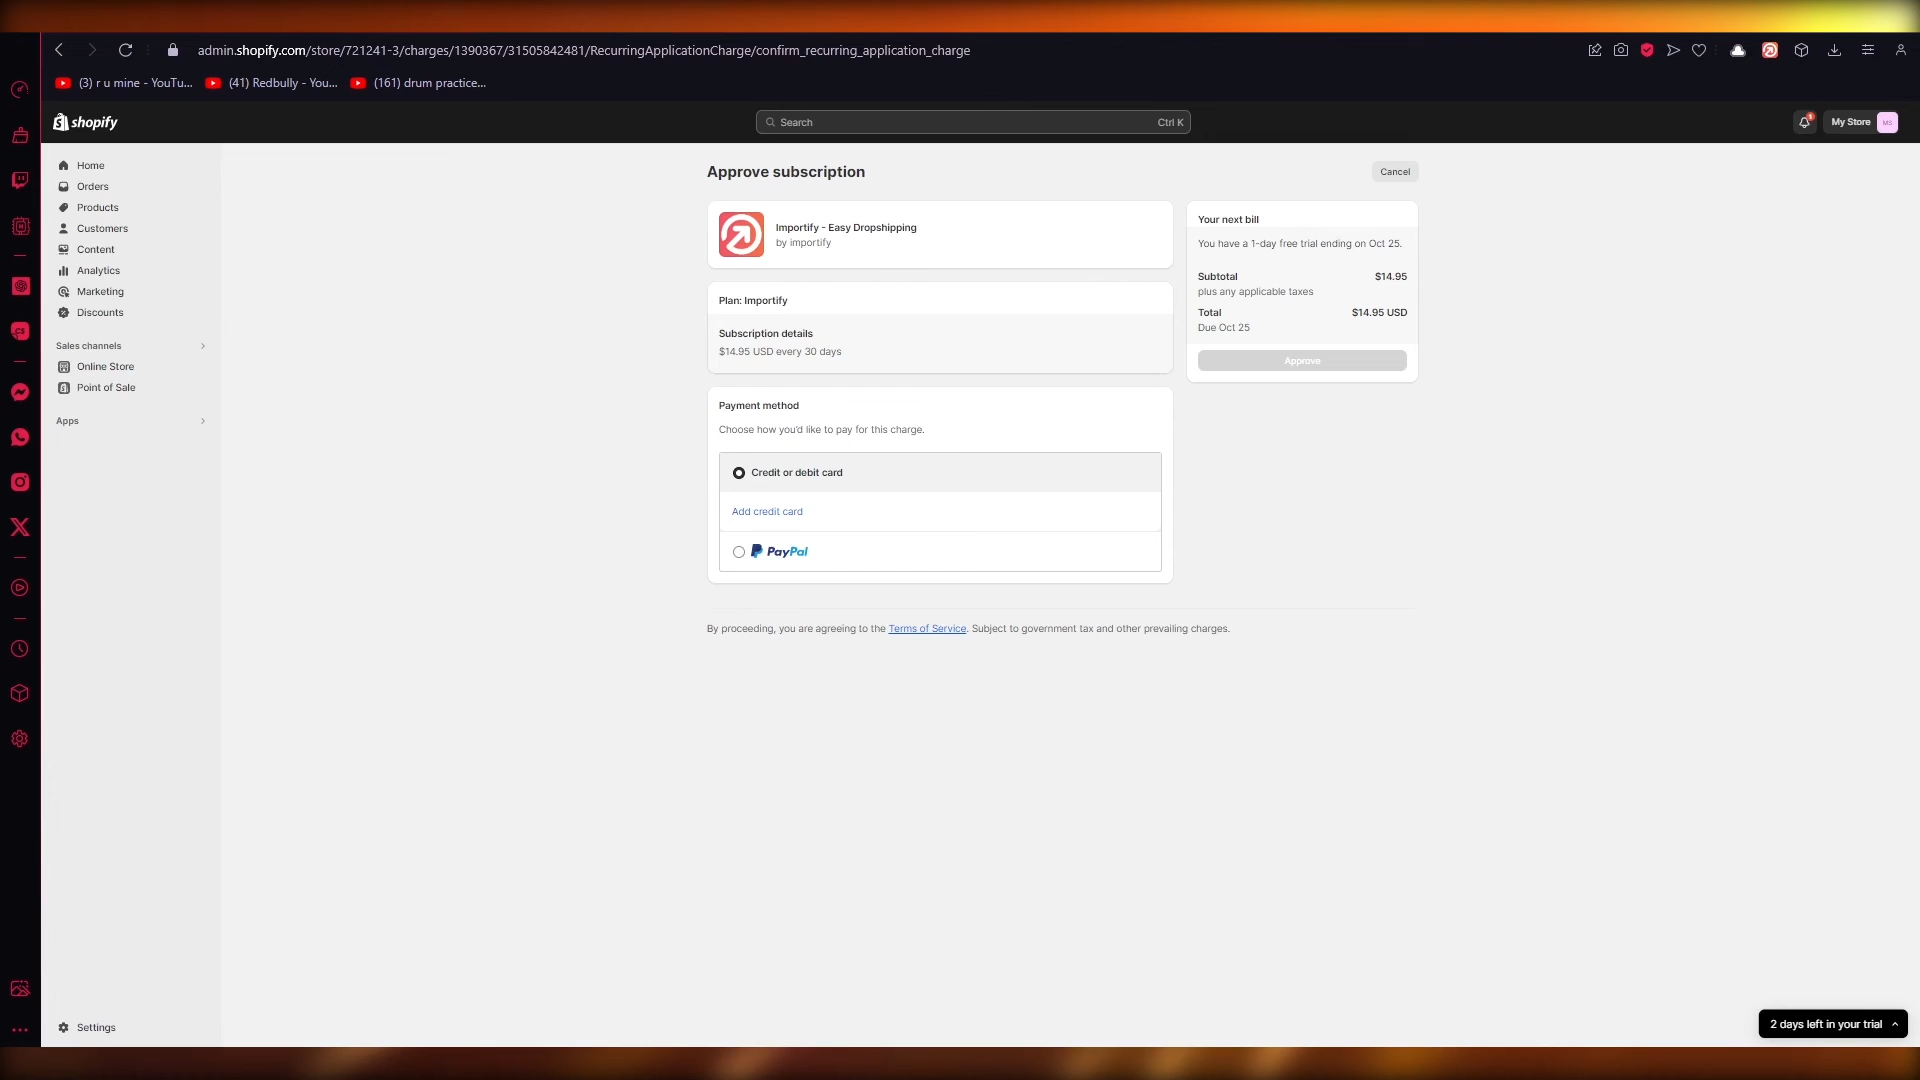 admin.shopify.com/store/721241-3/charges/1390367/31505842481/RecurringApplicationCharge/confirm_recurring_application_charge
(3) r u mine - YouTu...
(41) Redbully - You...
(161) drum practice...
shopify
Search
Ctrl K
My Store
MS
Home
Orders
Products
Customers
Content
Analytics
Marketing
Discounts
Sales channels
Online Store
Point of Sale
Apps
Settings
Approve subscription
Cancel
Importify - Easy Dropshipping
by importify
Plan: Importify
Subscription details
$14.95 USD every 30 days
Payment method
Choose how you'd like to pay for this charge.
Credit or debit card
Add credit card
PayPal
Your next bill
You have a 1-day free trial ending on Oct 25.
Subtotal $14.95
plus any applicable taxes
Total $14.95 USD
Due Oct 25
Approve
By proceeding, you are agreeing to the Terms of Service. Subject to government tax and other prevailing charges.
2 days left in your trial